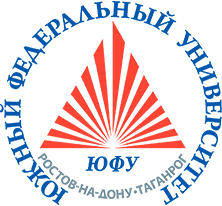 ЮЖНЫЙ ФЕДЕРАЛЬНЫЙ УНИВЕРСИТЕТ
ЮФУ
РОСТОВ-НА-ДОНУ·ТАГАНРОГ